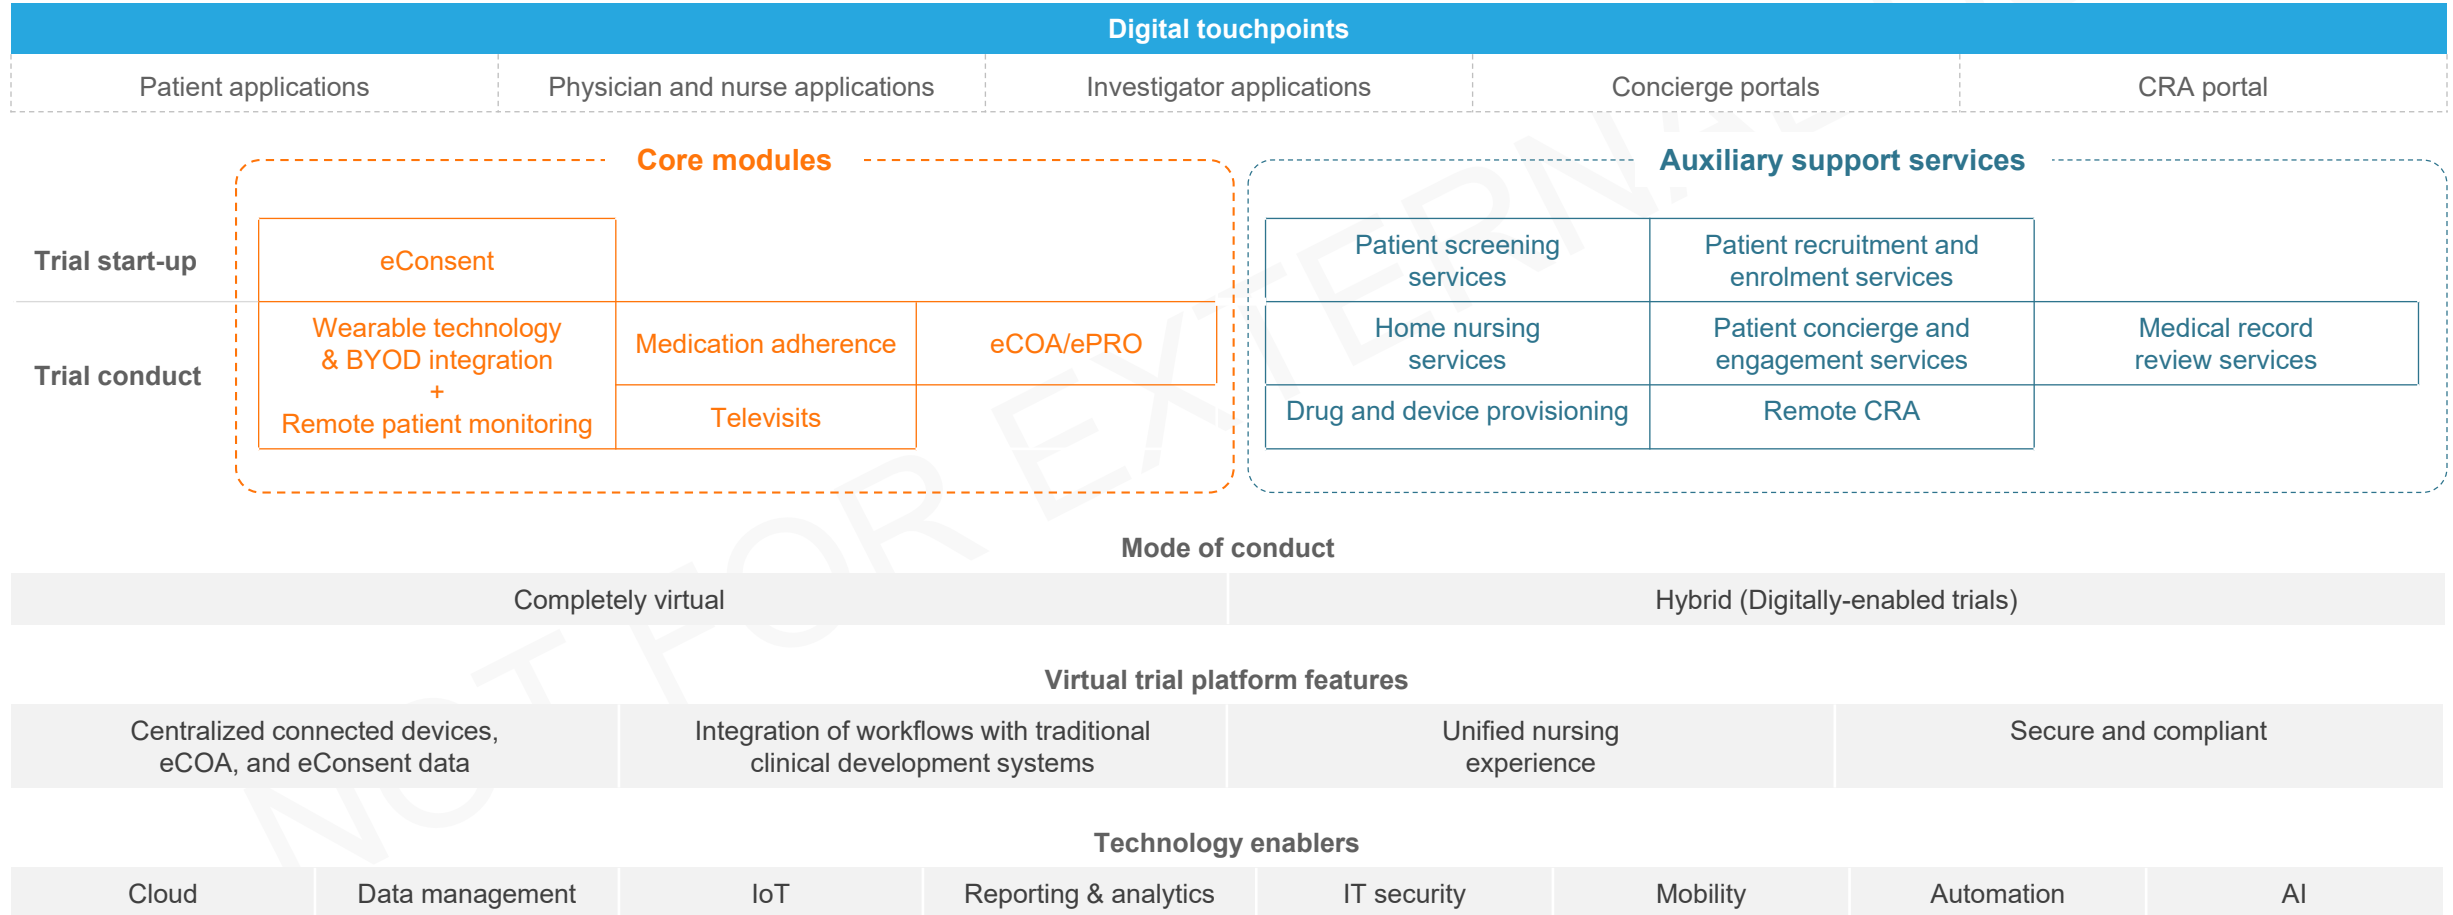 Digital touchpoints
Patient applications
Physician and nurse applications
Investigator applications
Concierge portals
CRA portal
Core modules
Auxiliary support services
Trial start-up
eConsent
Patient screening
services
Patient recruitment and
enrolment services
Trial conduct
Wearable technology
& BYOD integration
+
Remote patient monitoring
Medication adherence
eCOA/ePRO
Televisits
Home nursing
services
Patient concierge and
engagement services
Medical record
review services
Drug and device provisioning
Remote CRA
Mode of conduct
Completely virtual
Hybrid (Digitally-enabled trials)
Virtual trial platform features
Centralized connected devices,
eCOA, and eConsent data
Integration of workflows with traditional
clinical development systems
Unified nursing
experience
Secure and compliant
Technology enablers
Cloud
Data management
IoT
Reporting & analytics
IT security
Mobility
Automation
AI
NOT FOR EXTERNAL